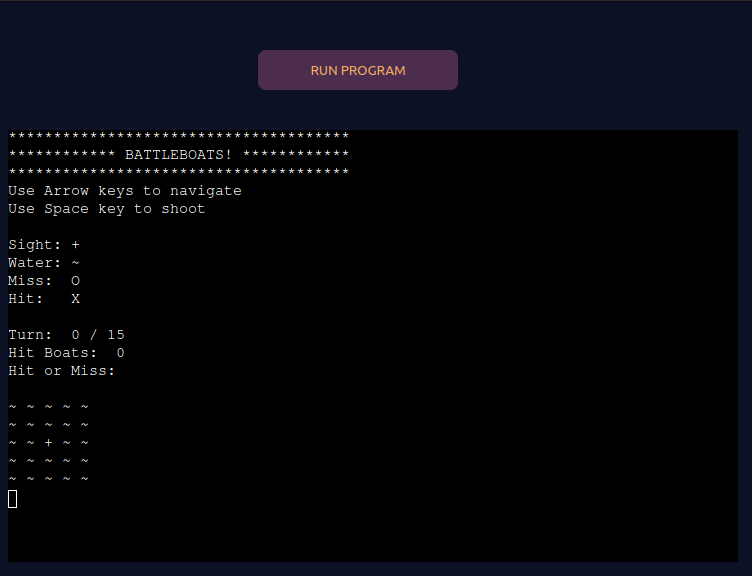 RUN PROGRAM
**************************************
************ BATTLEBOATS! ************
**************************************
Use Arrow keys to navigate
Use Space key to shoot
Sight: +
Water: ~
Miss:  O
Hit:   X
Turn:  0 / 15
Hit Boats:  0
Hit or Miss:
~ ~ ~ ~ ~
~ ~ ~ ~ ~
~ ~ + ~ ~
~ ~ ~ ~ ~
~ ~ ~ ~ ~